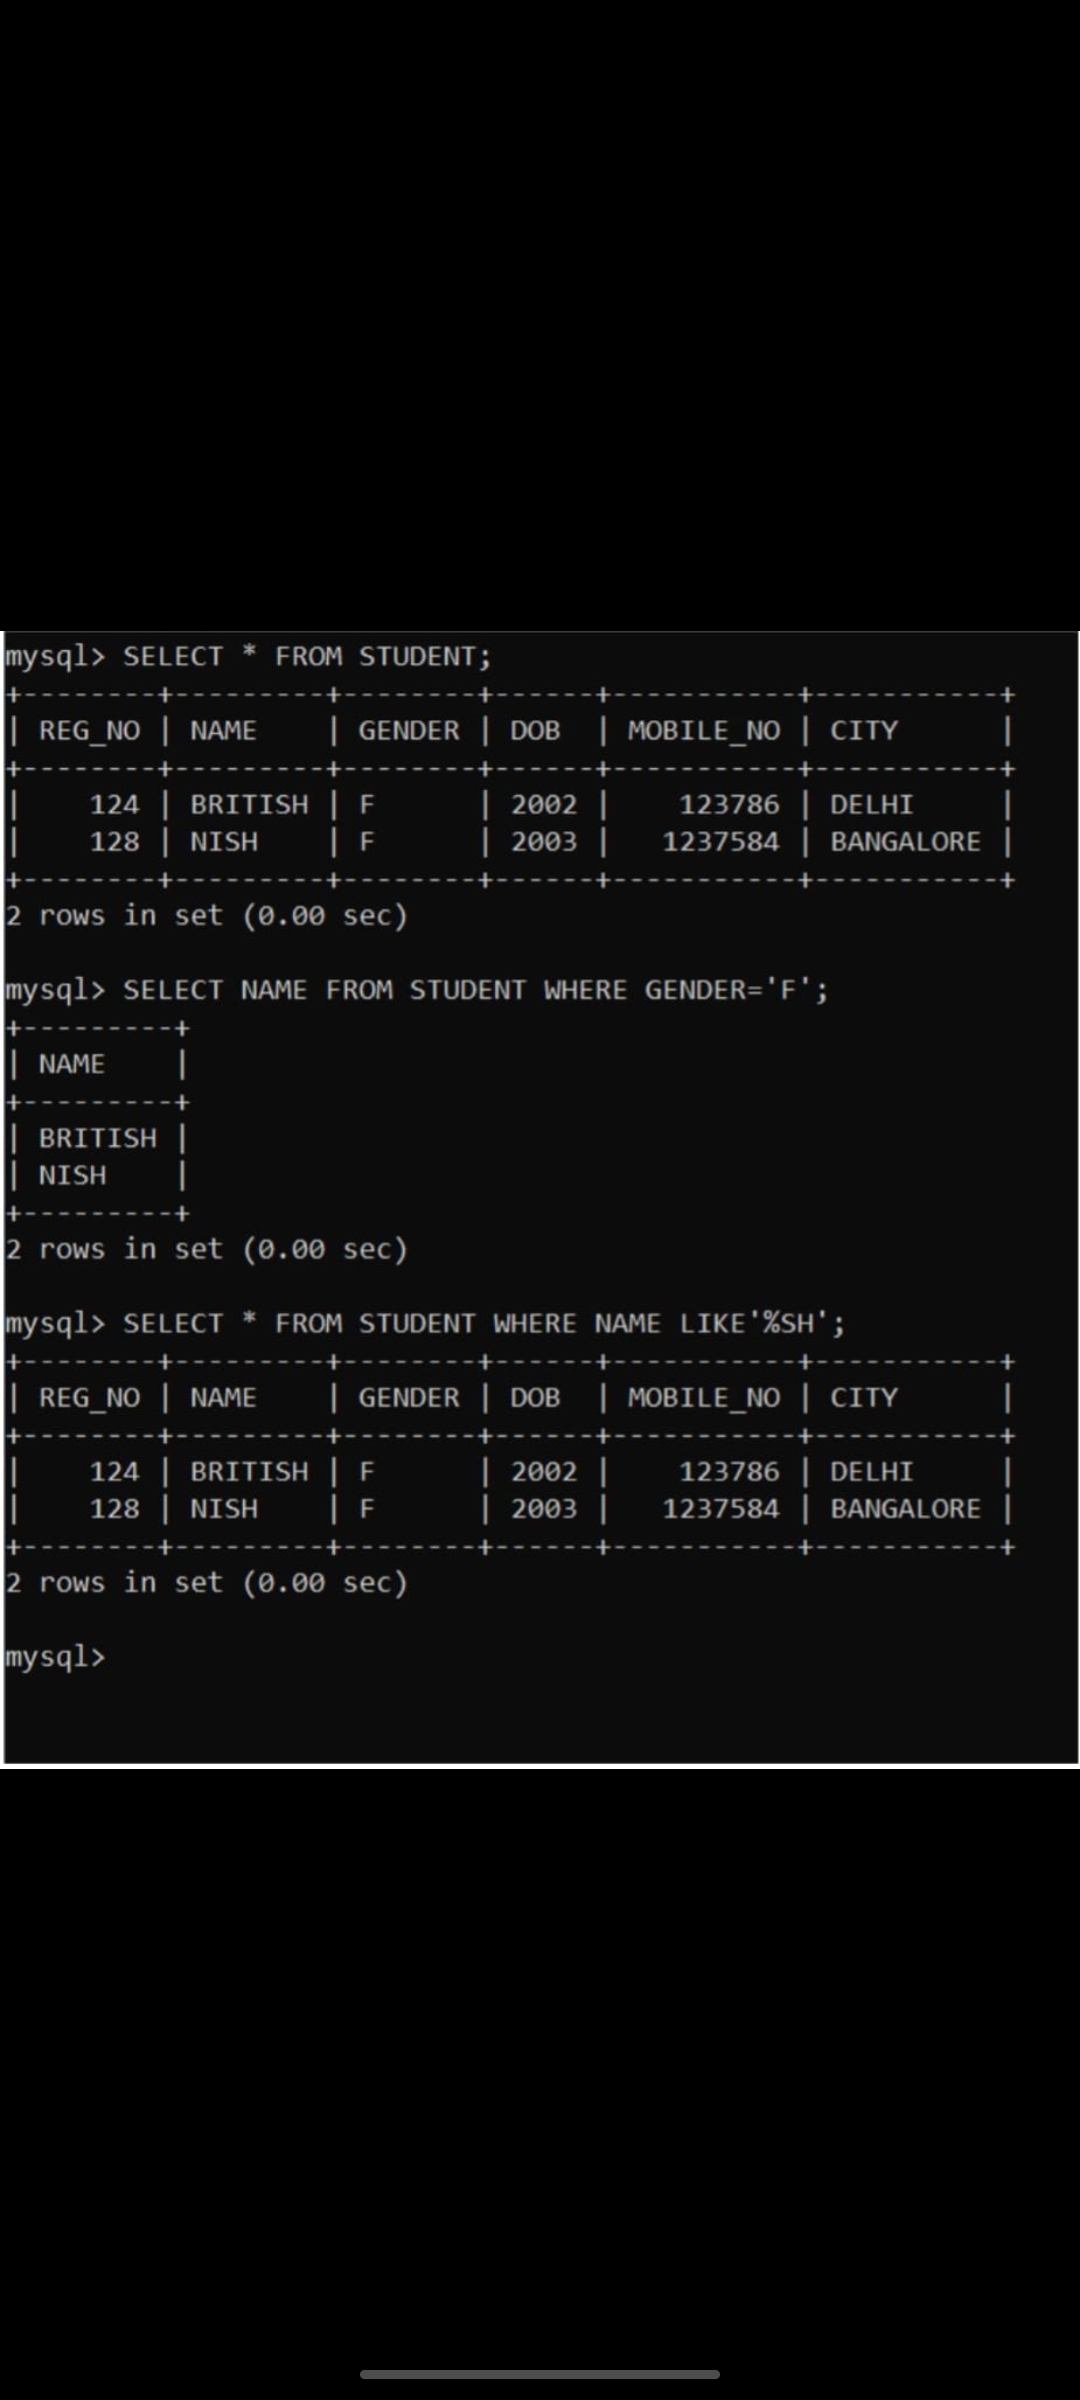 mysql> SELECT * FROM STUDENT;
+--------+---------+--------+------+-----------+-----------+
| REG_NO | NAME    | GENDER | DOB  | MOBILE_NO | CITY      |
+--------+---------+--------+------+-----------+-----------+
|    124 | BRITISH | F      | 2002 |    123786 | DELHI     |
|    128 | NISH    | F      | 2003 |   1237584 | BANGALORE |
+--------+---------+--------+------+-----------+-----------+
2 rows in set (0.00 sec)

mysql> SELECT NAME FROM STUDENT WHERE GENDER='F';
+---------+
| NAME    |
+---------+
| BRITISH |
| NISH    |
+---------+
2 rows in set (0.00 sec)

mysql> SELECT * FROM STUDENT WHERE NAME LIKE'%SH';
+--------+---------+--------+------+-----------+-----------+
| REG_NO | NAME    | GENDER | DOB  | MOBILE_NO | CITY      |
+--------+---------+--------+------+-----------+-----------+
|    124 | BRITISH | F      | 2002 |    123786 | DELHI     |
|    128 | NISH    | F      | 2003 |   1237584 | BANGALORE |
+--------+---------+--------+------+-----------+-----------+
2 rows in set (0.00 sec)

mysql>